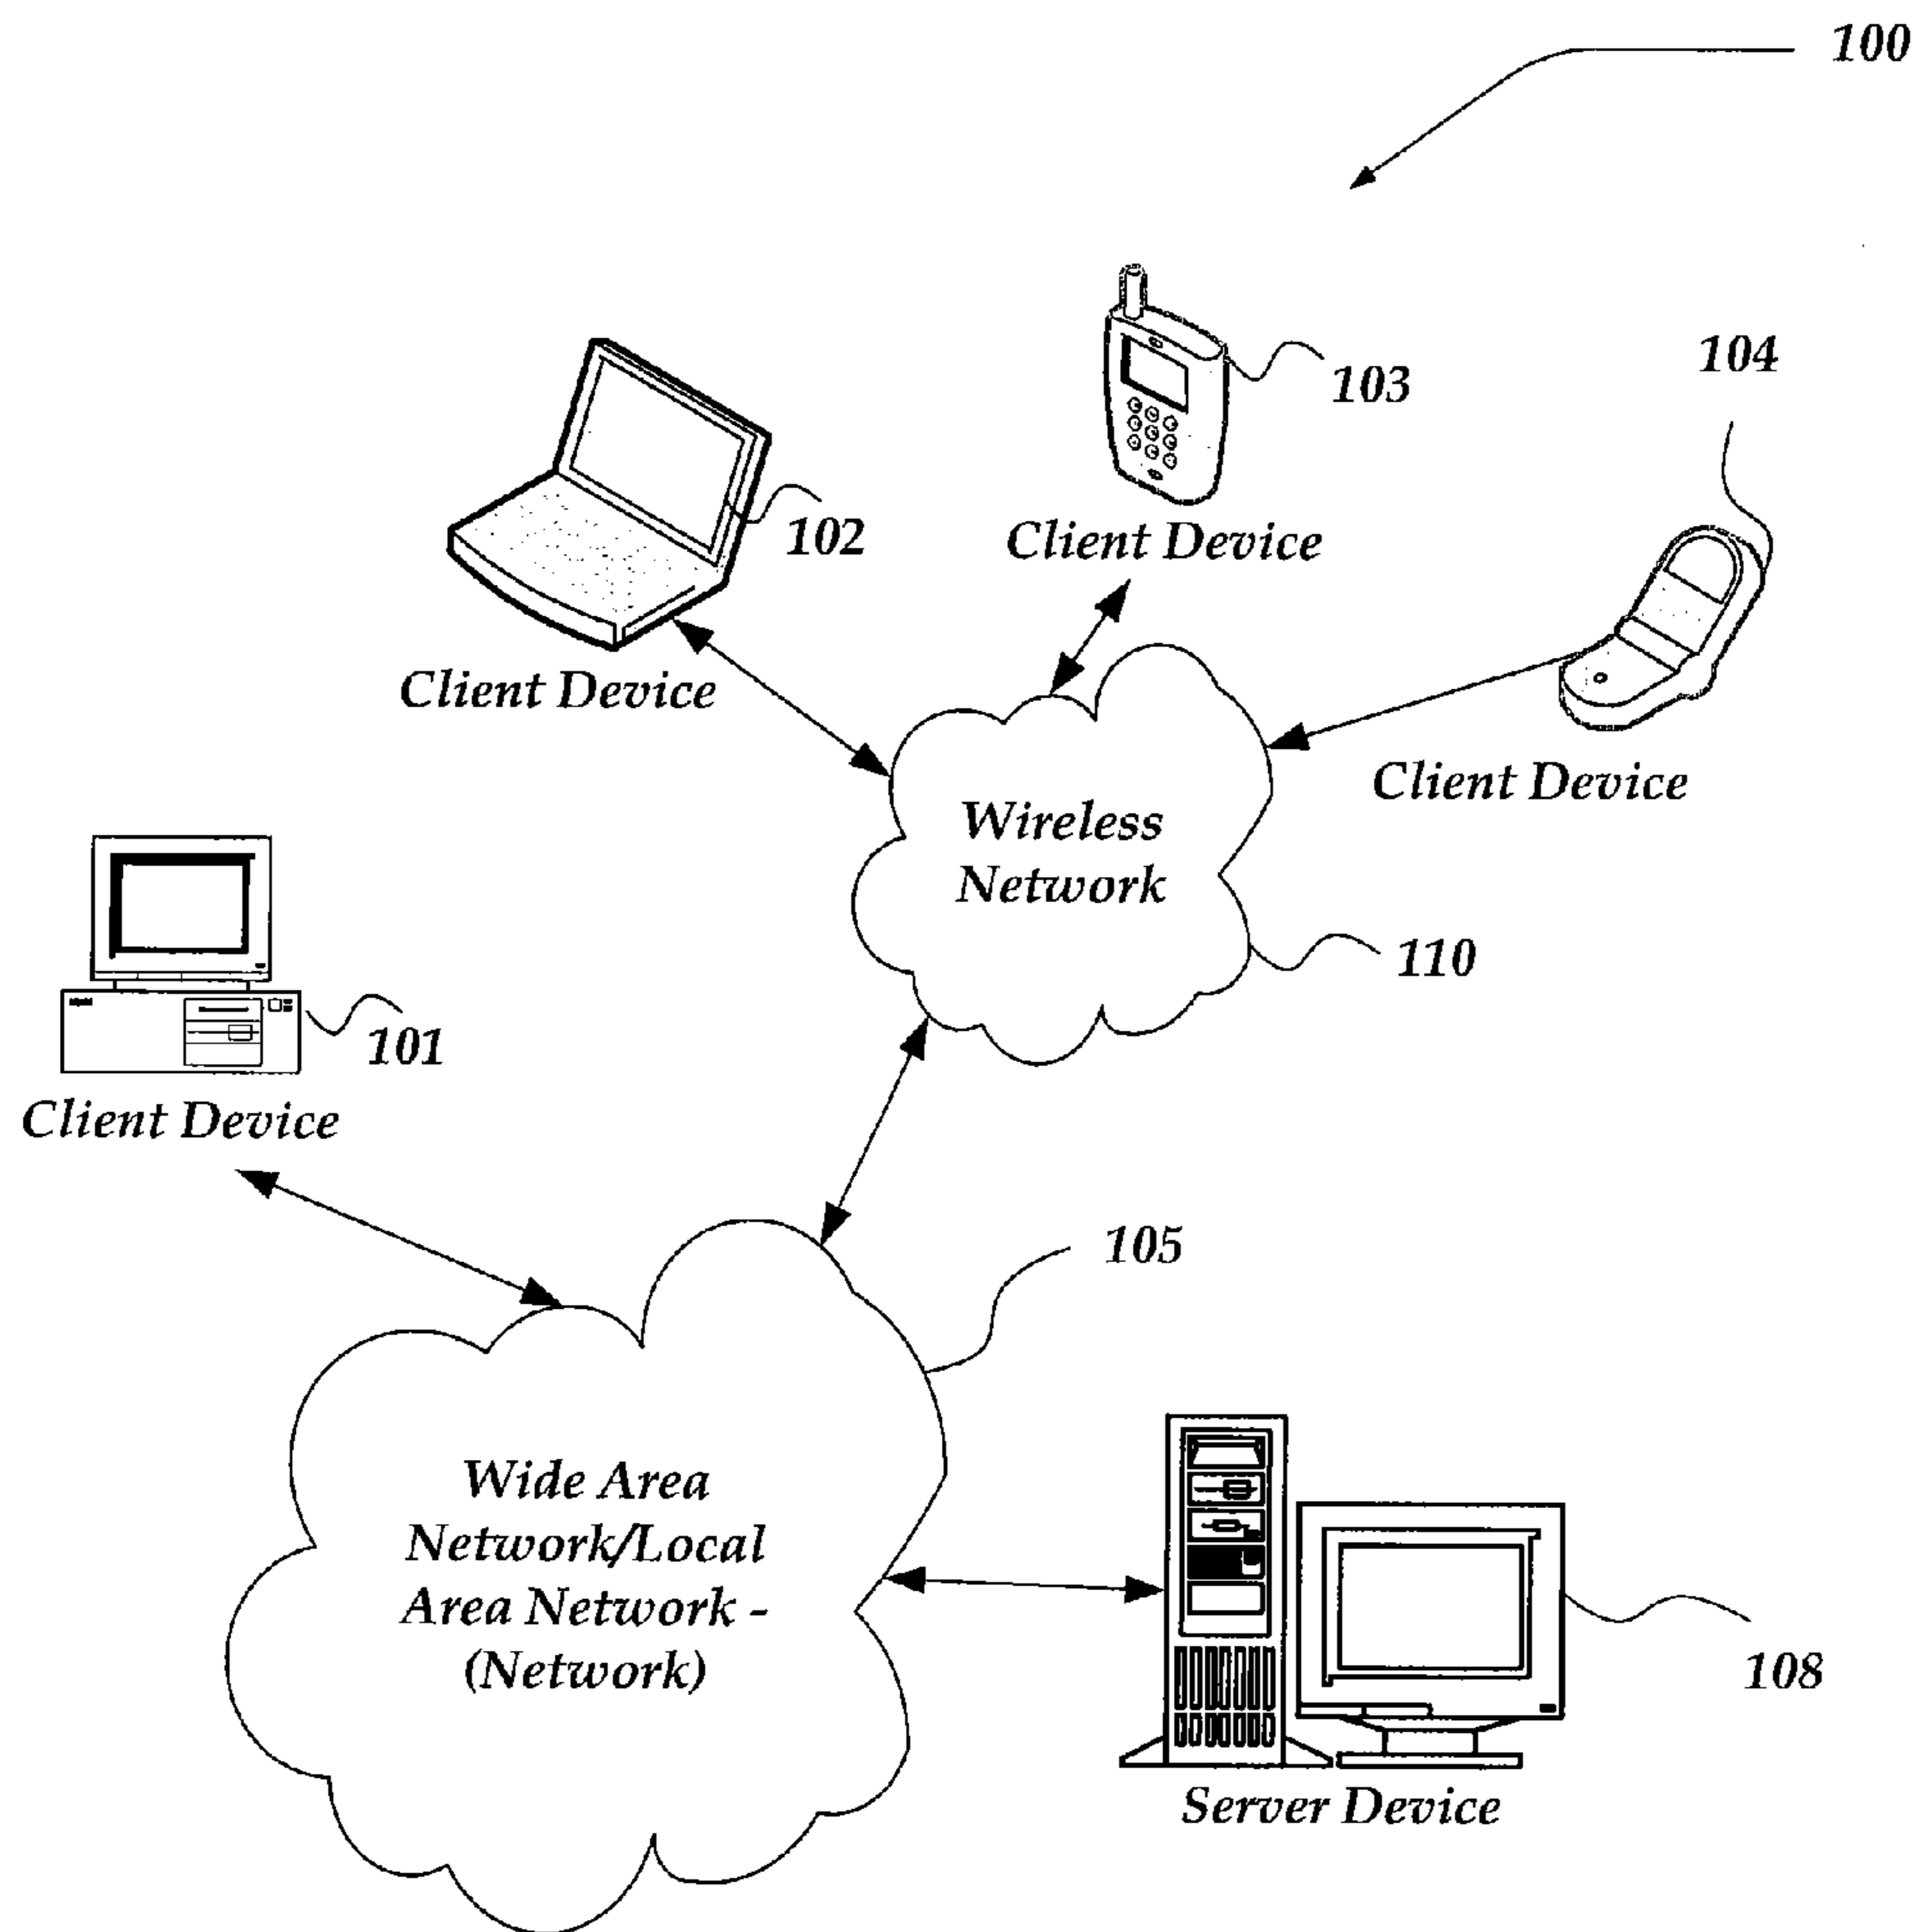 100
103
104
102
Client Device
Client Device
Client Device
Wireless
Network
110
101
Client Device
105
Wide Area
Network/Local
Area Network -
(Network)
108
Server Device